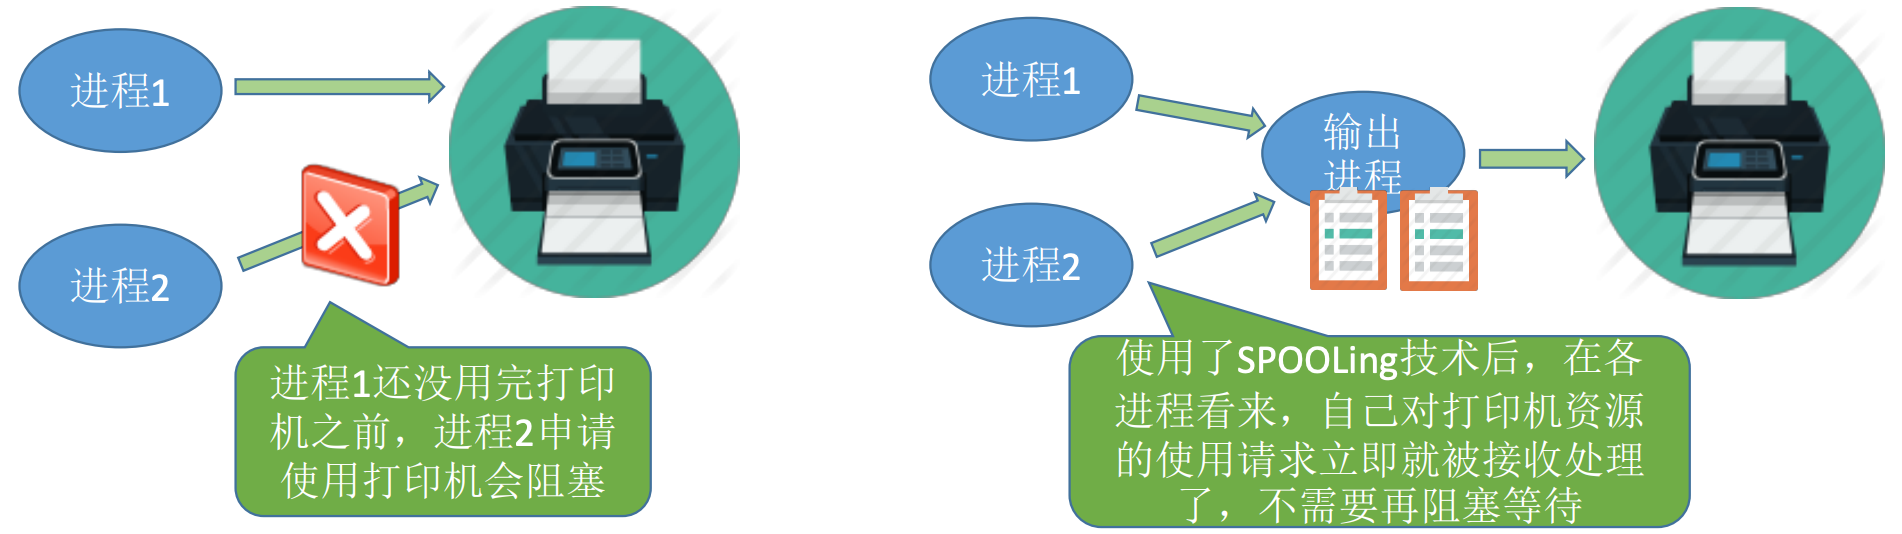 进程1
进程2
进程1还没用完打印
机之前，进程2申请
使用打印机会阻塞
进程1
进程2
输出
进程
使用了SPOOLing技术后，在各
进程看来，自己对打印机资源
的使用请求立即就被接收处理
了，不需要再阻塞等待